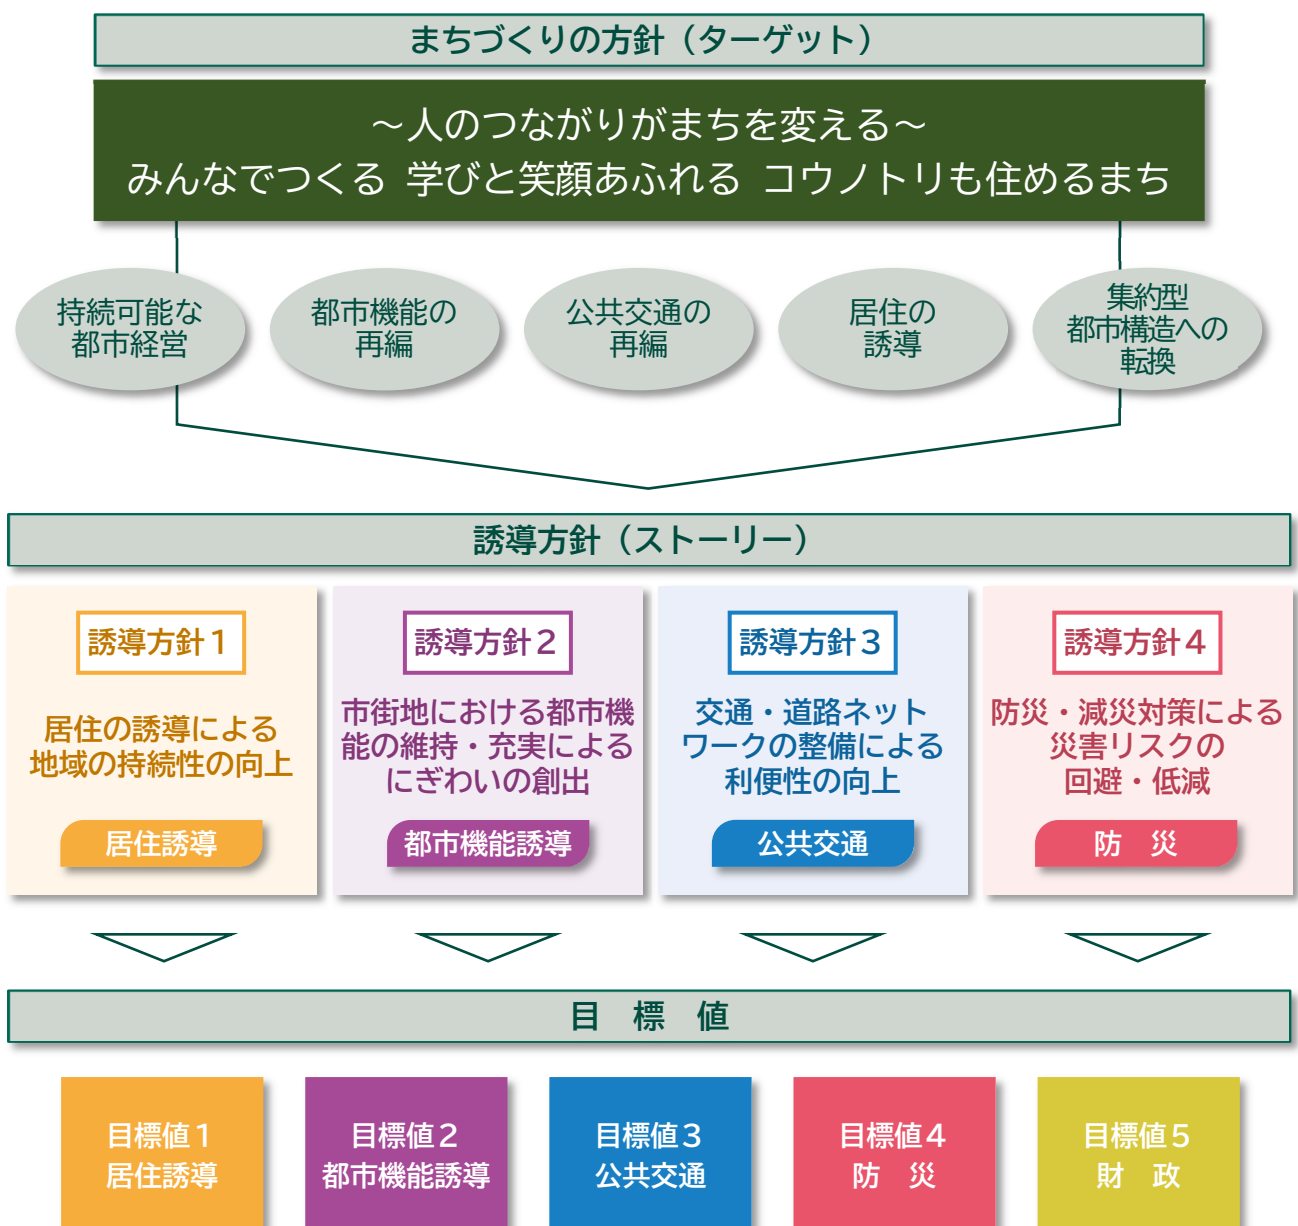 まちづくりの方針（ターゲット）
～人のつながりがまちを変える～
みんなでつくる 学びと笑顔あふれる コウノトリも住めるまち
持続可能な
都市経営
都市機能の
再編
公共交通の
再編
居住の
誘導
集約型
都市構造への
転換
誘導方針（ストーリー）
誘導方針１
居住の誘導による
地域の持続性の向上
居住誘導
誘導方針２
市街地における都市機
能の維持・充実による
にぎわいの創出
都市機能誘導
誘導方針３
交通・道路ネット
ワークの整備による
利便性の向上
公共交通
誘導方針４
防災・減災対策による
災害リスクの
回避・低減
防　災
目　標　値
目標値１
居住誘導
目標値２
都市機能誘導
目標値３
公共交通
目標値４
防　災
目標値５
財　政